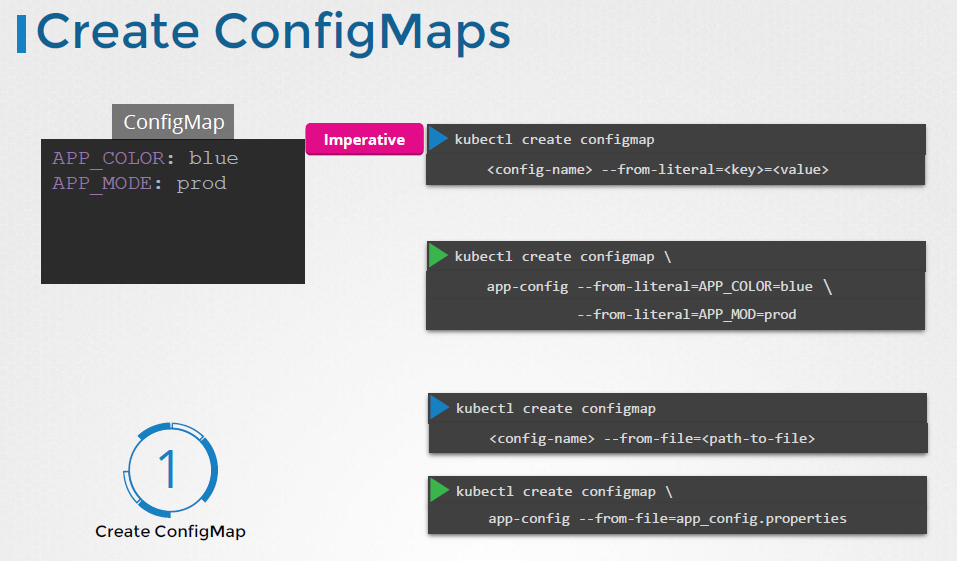 Create ConfigMaps
ConfigMap
APP_COLOR: blue
APP_MODE: prod
Imperative
kubectl create configmap
<config-name> --from-literal=<key>=<value>
kubectl create configmap \
app-config --from-literal=APP_COLOR=blue \
--from-literal=APP_MOD=prod
kubectl create configmap
<config-name> --from-file=<path-to-file>
kubectl create configmap \
app-config --from-file=app_config.properties
1
Create ConfigMap